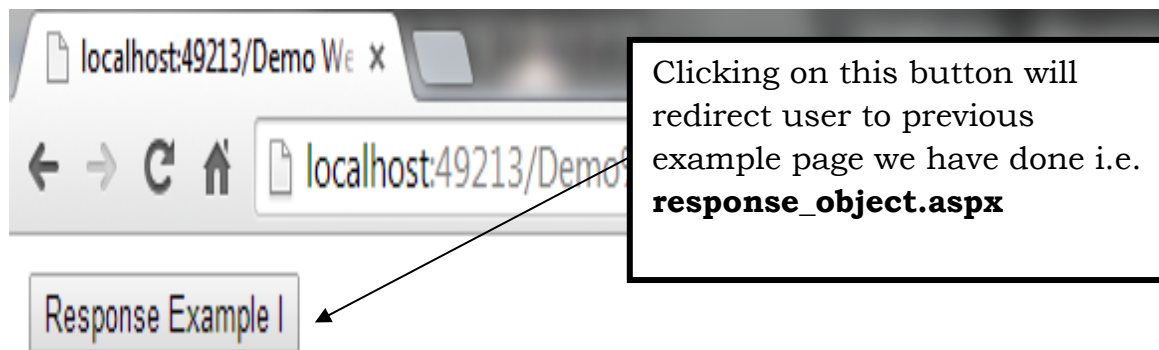 localhost:49213/Demo We
localhost:49213/Demo
Clicking on this button will
redirect user to previous
example page we have done i.e.
response_object.aspx
Response Example I